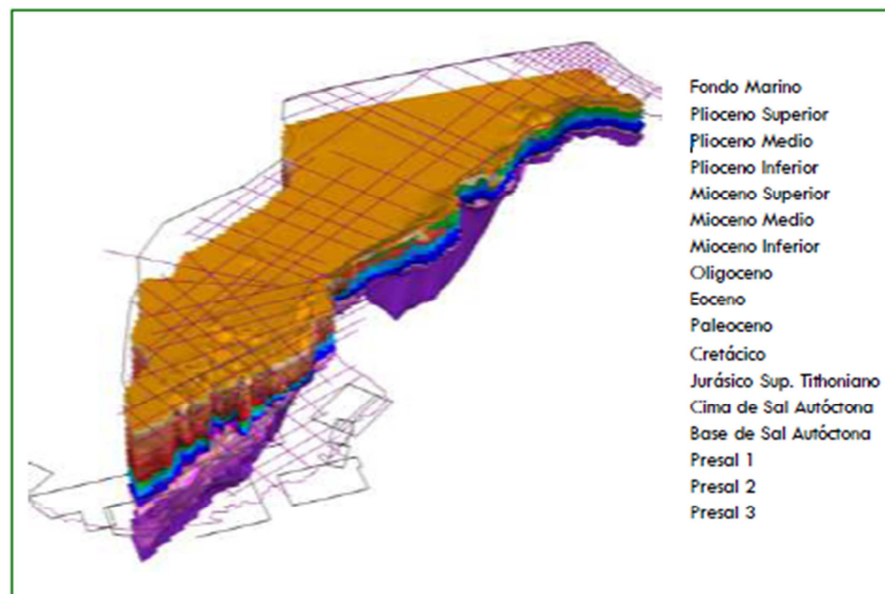 Fondo Marino
Plioceno Superior
Plioceno Medio
Plioceno Inferior
Mioceno Superior
Mioceno Medio
Mioceno Inferior
Oligoceno
Eoceno
Paleoceno
Cretácico
Jurásico Sup. Tithoniano
Cima de Sal Autóctona
Base de Sal Autóctona
Presal 1
Presal 2
Presal 3